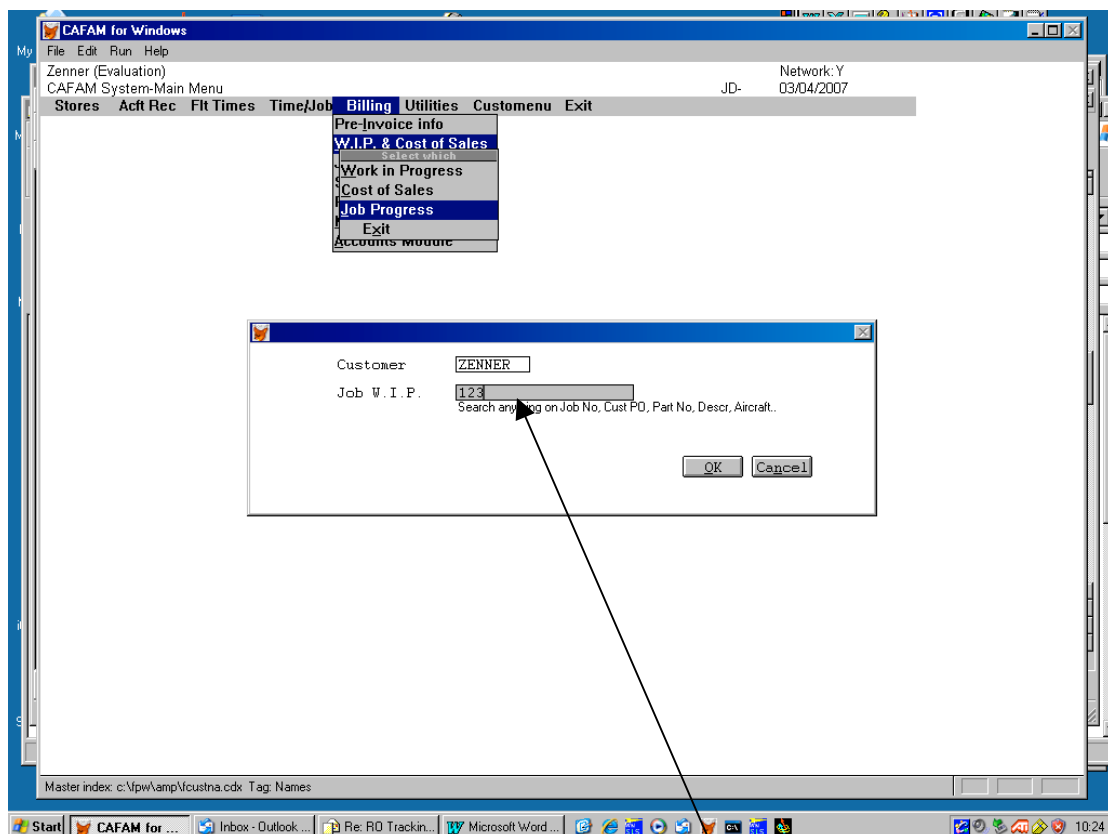 My
CAFAM for Windows
File Edit Run Help
Zenner (Evaluation) Network: Y
CAFAM System-Main Menu JD- 03/04/2007
Stores Acft Rec Flt Times Time/Job Billing Utilities Customenu Exit
Pre-Invoice info
W.I.P. & Cost of Sales
Select which
Work in Progress
Cost of Sales
Job Progress
Exit
Accounts Module
Customer ZENNER
Job W.I.P. 123
Search anything on Job No, Cust PO, Part No, Descr, Aircraft..
OK Cancel
Master index: c:\fpw\amp\fcustna.cdx Tag: Names
Start CAFAM for ... Inbox - Outlook ... Re: RO Trackin... Microsoft Word ... 10:24